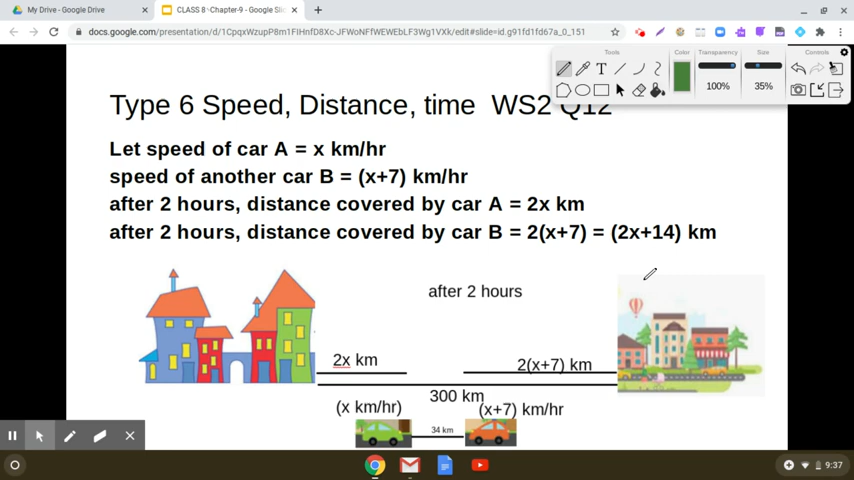 My Drive - Google Drive
CLASS 8 - Chapter-9 - Google Slid
docs.google.com/presentation/d/1CpqxWzupP8m1FIHnfD8Xc-JFWoNFfWEWEbLF3Wg1VXk/edit#slide=id.g91fd1fd67a_0_151
Tools
Color
Transparency
Size
Controls
T
100%
35%
Type 6 Speed, Distance, time WS2 Q12
Let speed of car A = x km/hr
speed of another car B = (x+7) km/hr
after 2 hours, distance covered by car A = 2x km
after 2 hours, distance covered by car B = 2(x+7) = (2x+14) km
after 2 hours
2x km
2(x+7) km
300 km
(x km/hr)
(x+7) km/hr
34 km
9:37